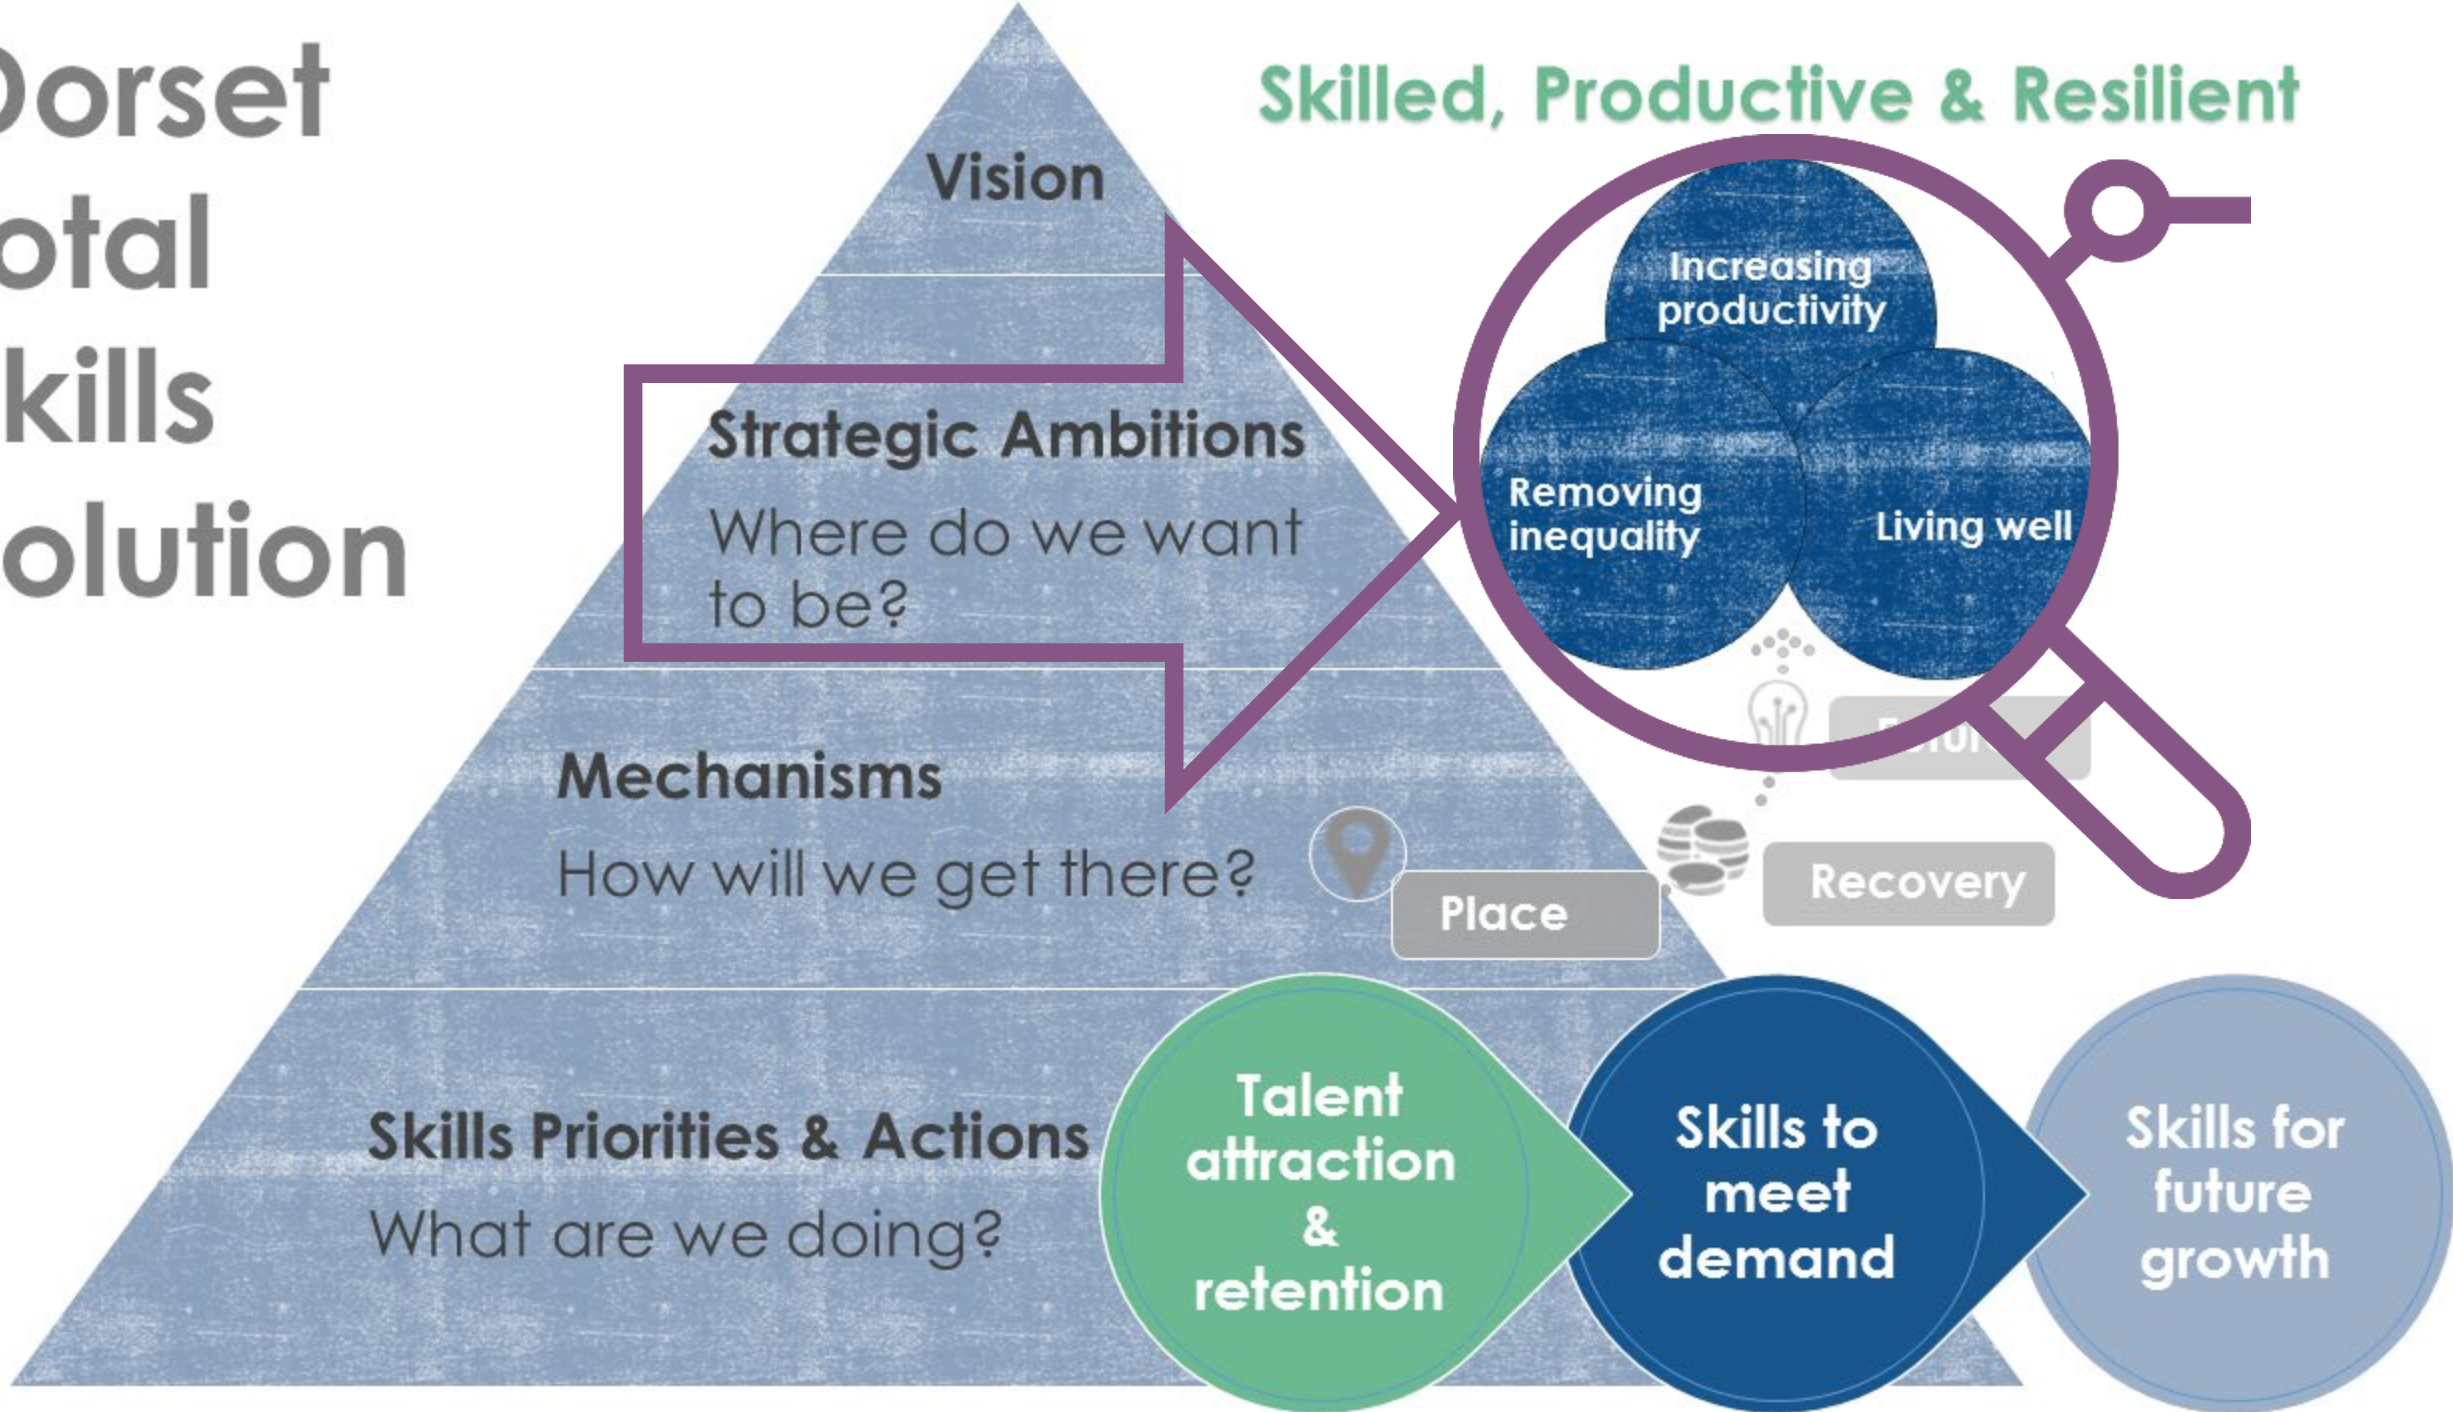 Dorset
otal
kills
olution
Vision
Skilled, Productive & Resilient
Strategic Ambitions
Where do we want
to be?
Increasing
productivity
Removing
inequality
Living well
Mechanisms
How will we get there?
Place
Recovery
Skills Priorities & Actions
What are we doing?
Talent
attraction
&
retention
Skills to
meet
demand
Skills for
future
growth